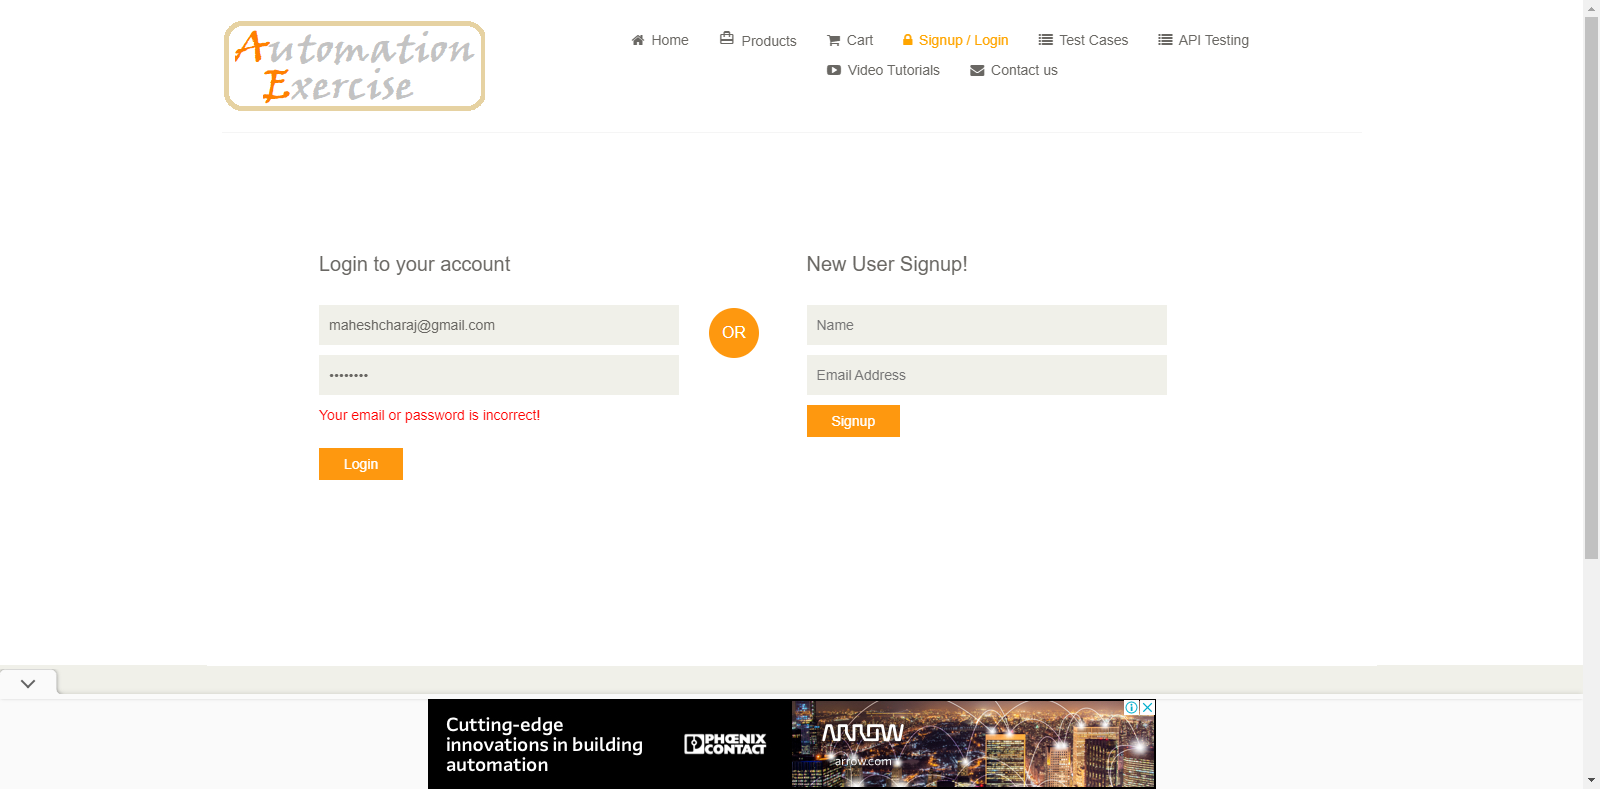 Automation
Exercise
Home
Products
Cart
Signup / Login
Test Cases
API Testing
Video Tutorials
Contact us
Login to your account
maheshcharaj@gmail.com
••••••••
Your email or password is incorrect!
Login
OR
New User Signup!
Name
Email Address
Signup
Cutting-edge
innovations in building
automation
PHŒNIX
CONTACT
ARROW
arrow.com